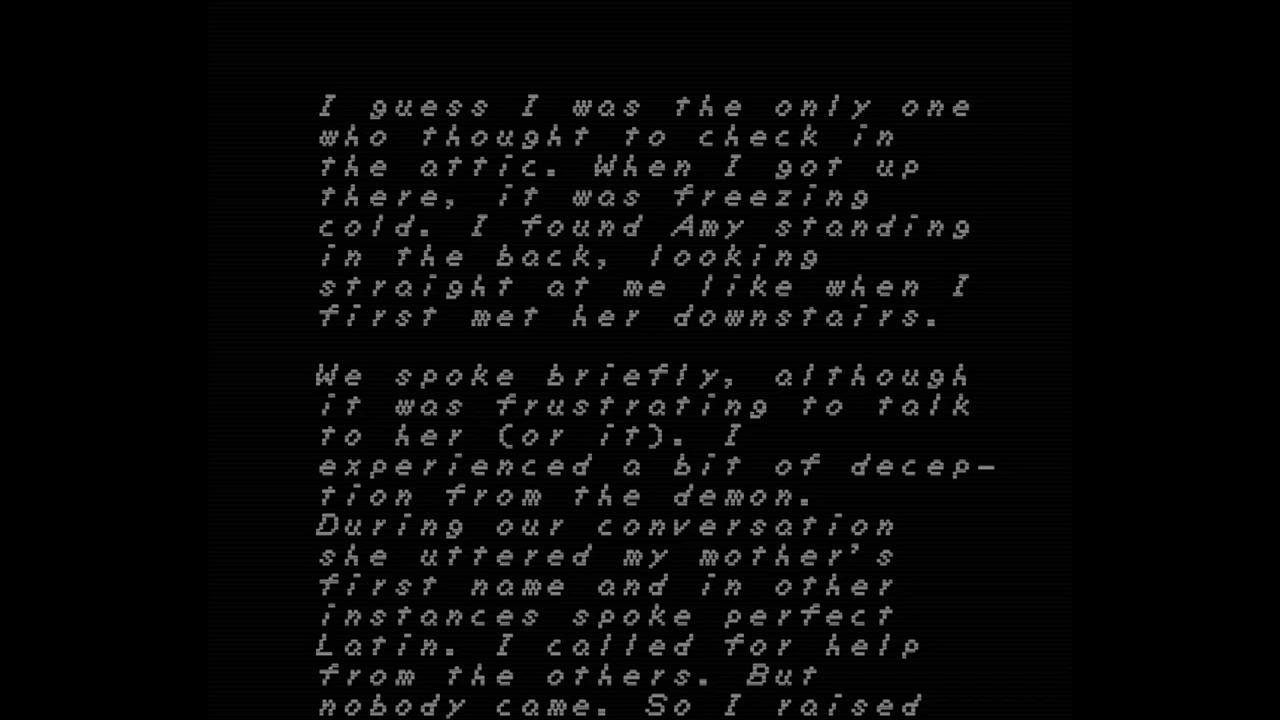 I guess I was the only one
who thought to check in
the attic. When I got up
there, it was freezing
cold. I found Amy standing
in the back, looking
straight at me like when I
first met her downstairs.
We spoke briefly, although
it was frustrating to talk
to her (or it). I
experienced a bit of decep-
tion from the demon.
During our conversation
she uttered my mother's
first name and in other
instances spoke perfect
Latin. I called for help
from the others. But
nobody came. So I raised